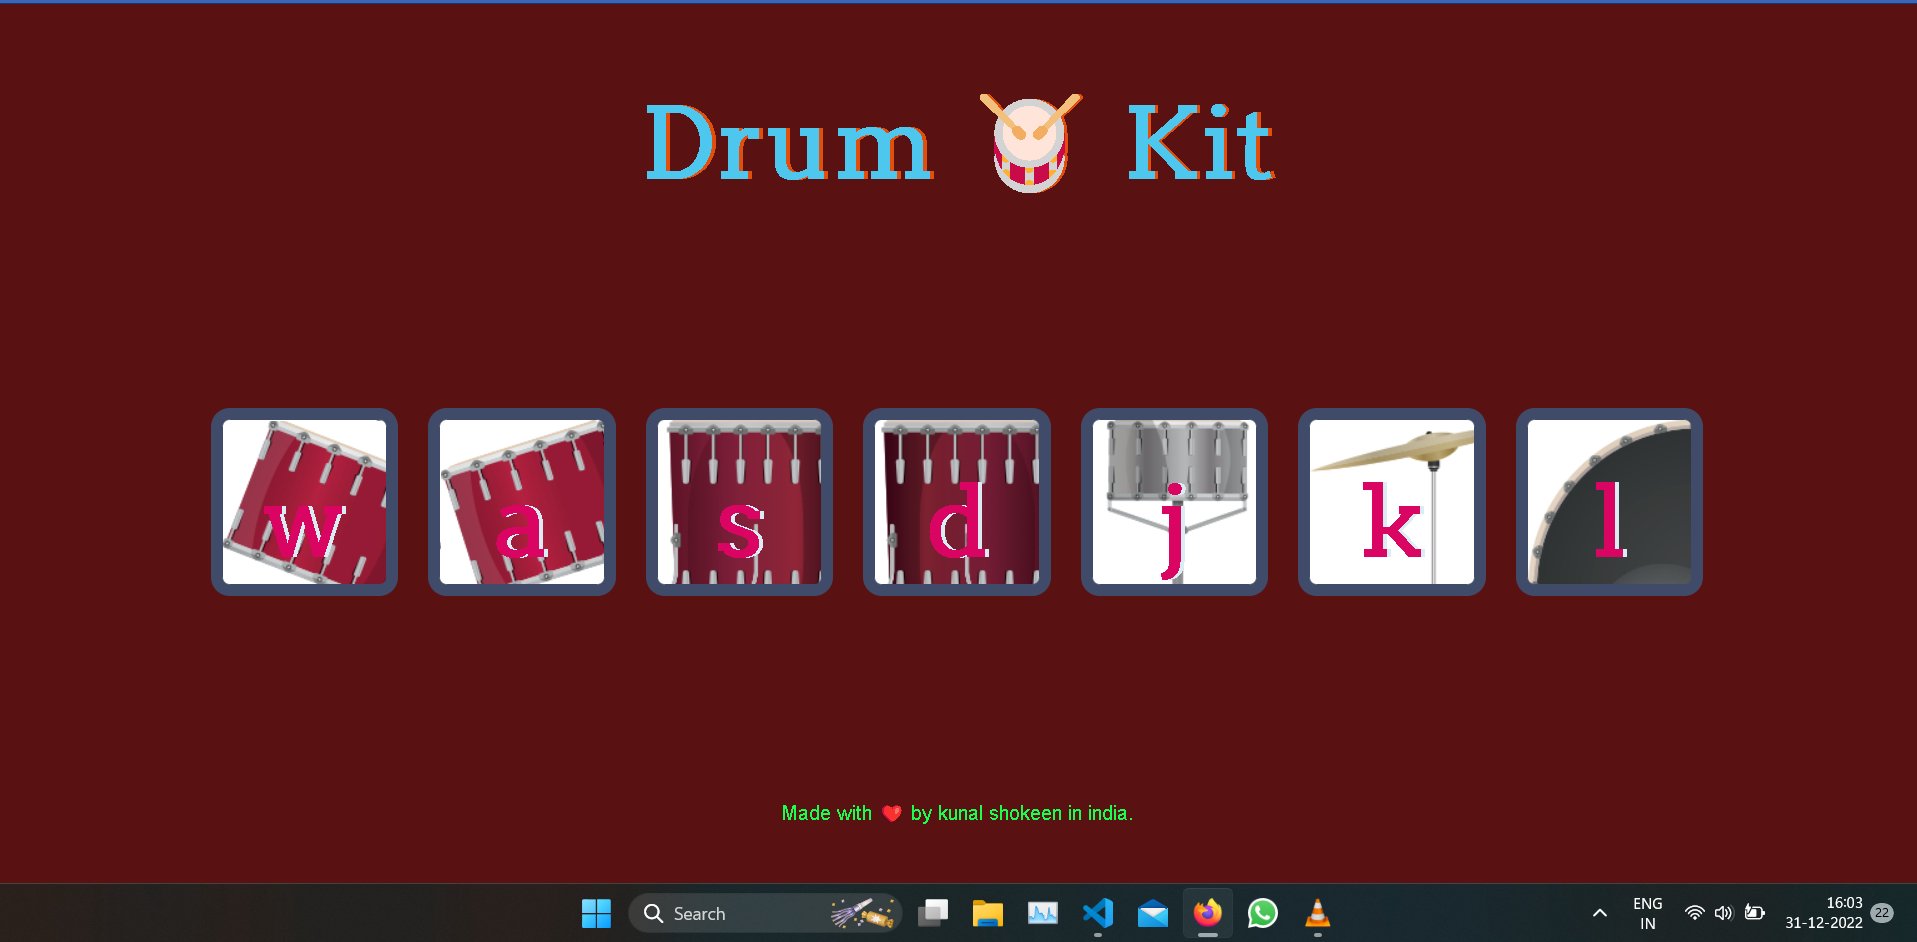 Drum 🥁 Kit
w a s d j k l
Made with ❤️ by kunal shokeen in india.
Search
ENG
IN
16:03
31-12-2022
22